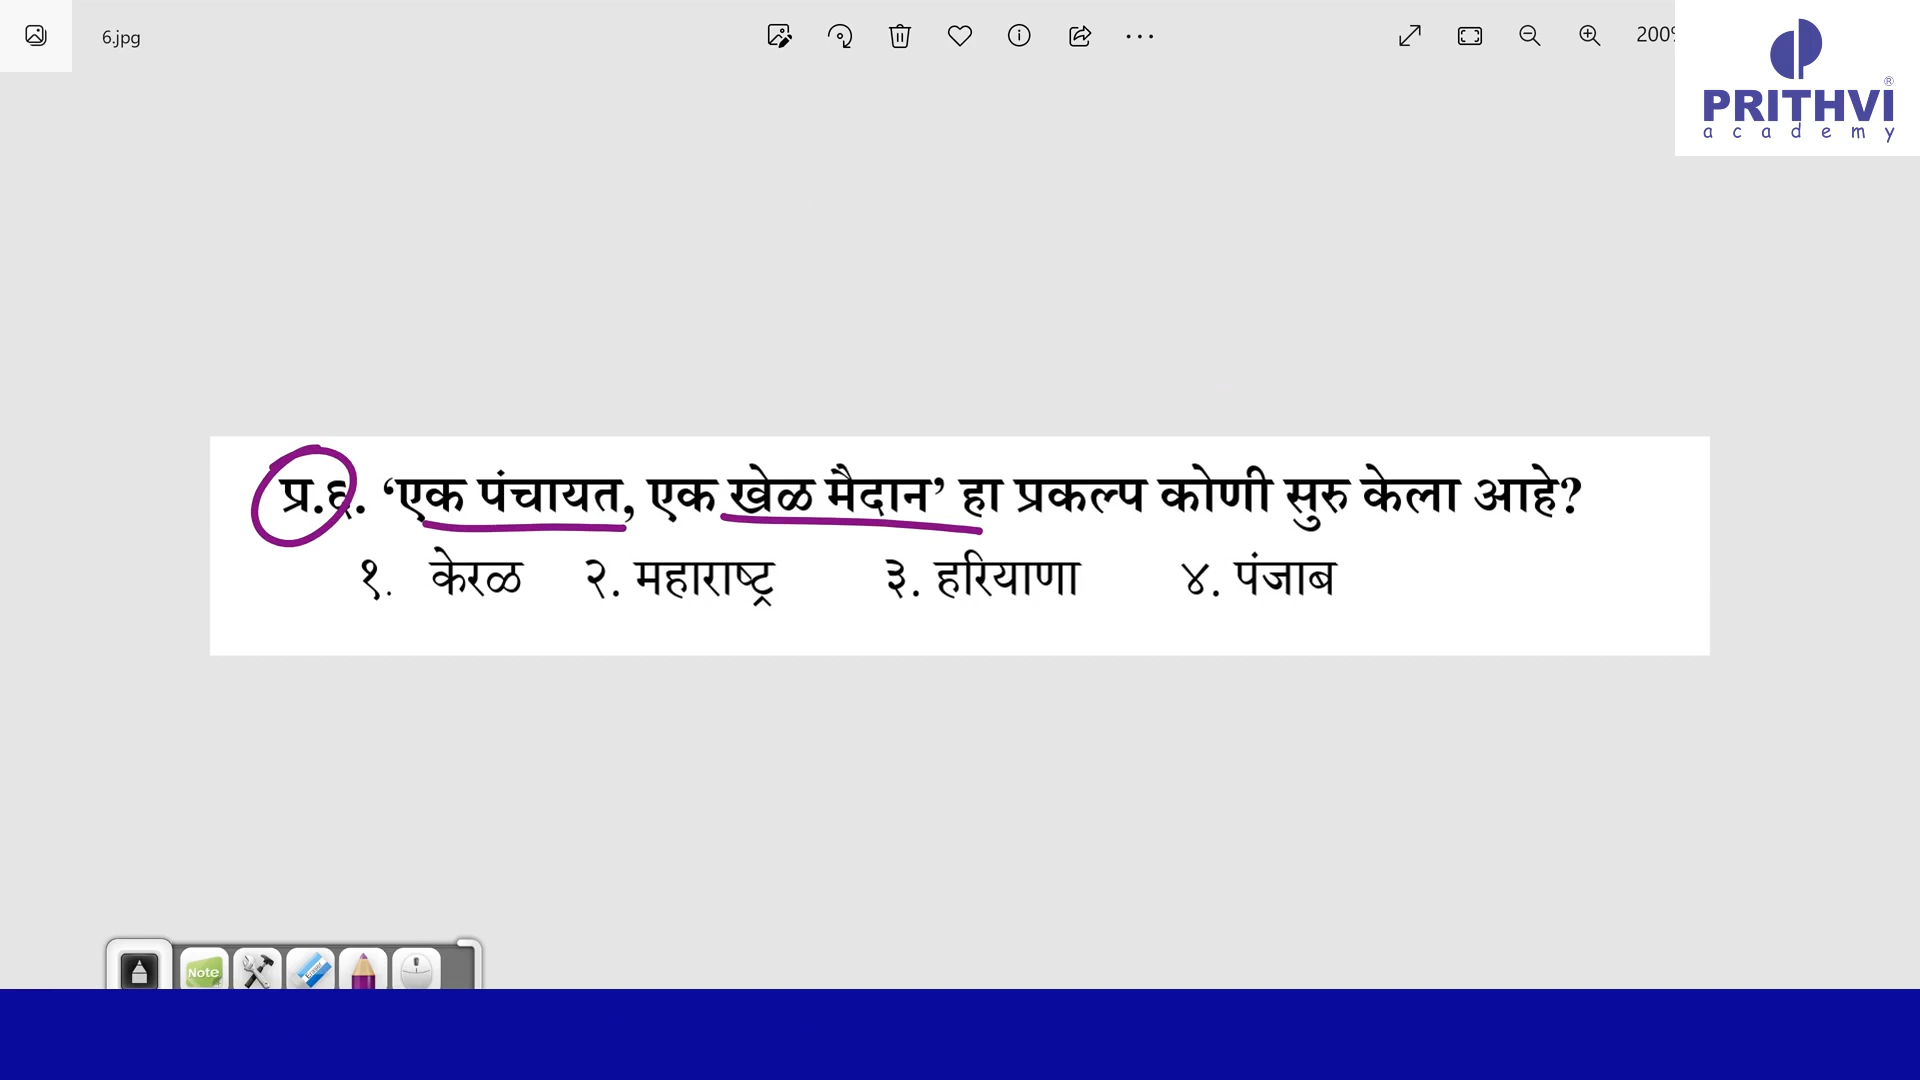 6.jpg
200%
PRITHVI®
academy
प्र.६. ‘एक पंचायत, एक खेळ मैदान’ हा प्रकल्प कोणी सुरु केला आहे?
१. केरळ २. महाराष्ट्र ३. हरियाणा ४. पंजाब
Note
Eraser